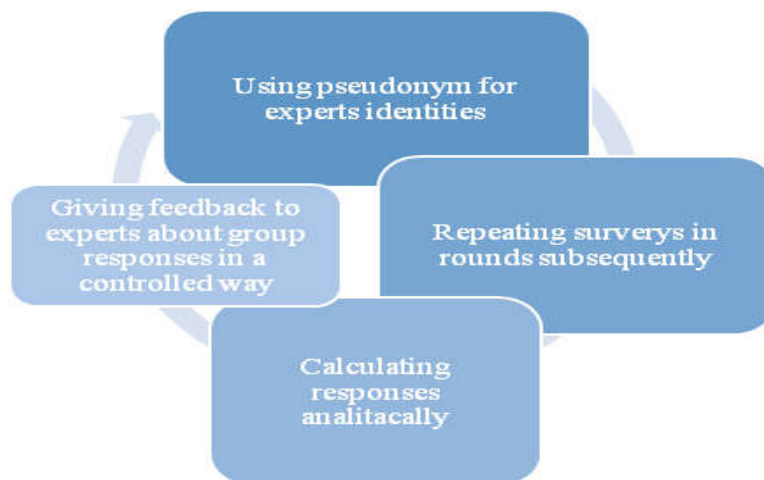 Using pseudonym for
experts identities
Repeating surverys in
rounds subsequently
Calculating
responses
analitacally
Giving feedback to
experts about group
responses in a
controlled way